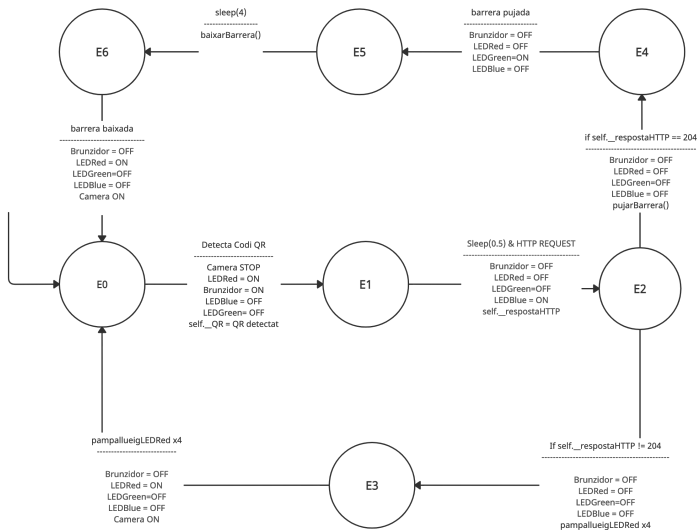 sleep(4)
--------------------
baixarBarrera()
barrera pujada
--------------------------
Brunzidor = OFF
LEDRed = OFF
LEDGreen=ON
LEDBlue = OFF
E6
E5
E4
barrera baixada
------------------------------
Brunzidor = OFF
LEDRed = ON
LEDGreen=OFF
LEDBlue = OFF
Camera ON
if self.__respostaHTTP == 204
---------------------------------------
Brunzidor = OFF
LEDRed = OFF
LEDGreen=OFF
LEDBlue = OFF
pujarBarrera()
Detecta Codi QR
----------------------------
Camera STOP
LEDRed = ON
Brunzidor = ON
LEDBlue = OFF
LEDGreen= OFF
self.__QR = QR detectat
Sleep(0.5) & HTTP REQUEST
-----------------------------------------
Brunzidor = OFF
LEDRed = OFF
LEDGreen=OFF
LEDBlue = ON
self.__respostaHTTP
E0
E1
E2
pampallueigLEDRed x4
----------------------------
Brunzidor = OFF
LEDRed = ON
LEDGreen=OFF
LEDBlue = OFF
Camera ON
E3
If self.__respostaHTTP != 204
---------------------------------------------
Brunzidor = OFF
LEDRed = OFF
LEDGreen=OFF
LEDBlue = OFF
pampallueigLEDRed x4